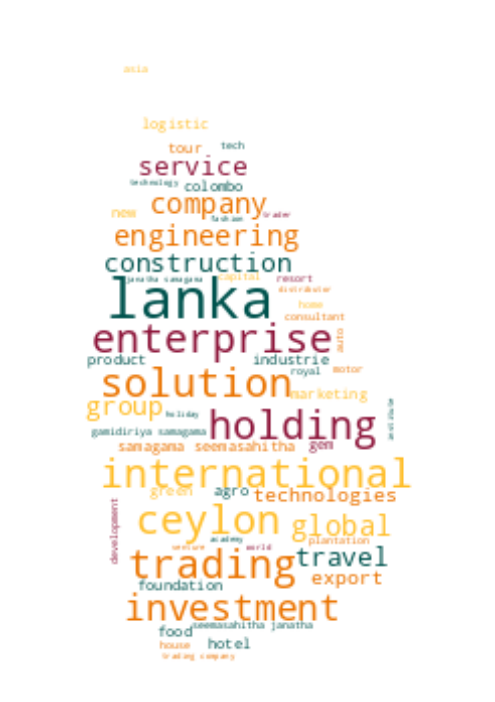 asia
logistic
tour tech
service
technology colombo
company
new fashion trader
engineering
construction
janatha samagama capital resort
distributor
lanka
home
consultant
enterprise auto
product industrie
royal motor
solution
marketing
group holiday
institute
holding
gamidiriya samagama
samagama seemasahitha gem
international
green agro technologies
development
ceylon global
academy plantation
venture world
trading travel
export
foundation
investment
food seemasahitha janatha
house hotel
trading company